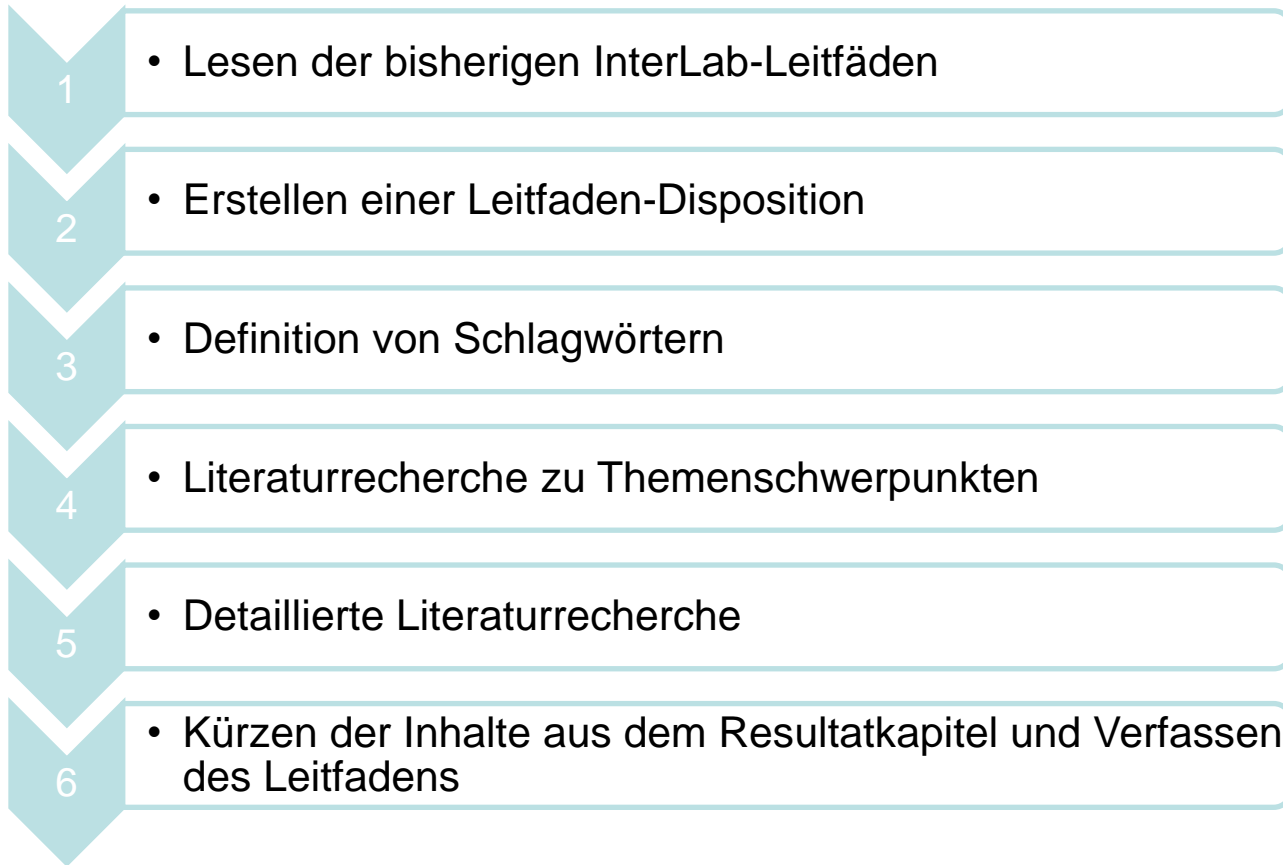 1
• Lesen der bisherigen InterLab-Leitfäden
2
• Erstellen einer Leitfaden-Disposition
3
• Definition von Schlagwörtern
4
• Literaturrecherche zu Themenschwerpunkten
5
• Detaillierte Literaturrecherche
6
• Kürzen der Inhalte aus dem Resultatkapitel und Verfassen
des Leitfadens